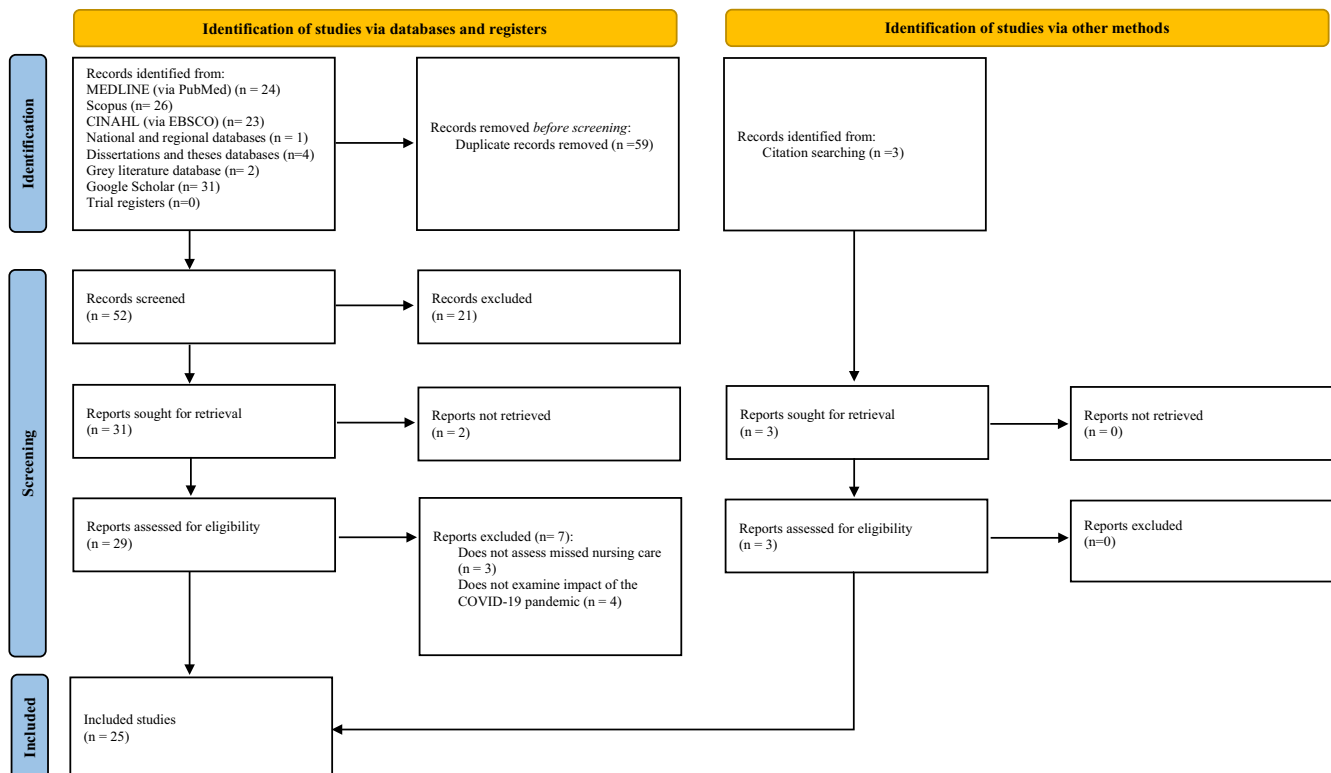 Identification of studies via databases and registers
Identification of studies via other methods
Identification
Records identified from:
MEDLINE (via PubMed) (n = 24)
Scopus (n= 26)
CINAHL (via EBSCO) (n= 23)
National and regional databases (n = 1)
Dissertations and theses databases (n=4)
Grey literature database (n= 2)
Google Scholar (n= 31)
Trial registers (n=0)
Records removed before screening:
Duplicate records removed (n =59)
Records identified from:
Citation searching (n =3)
Screening
Records screened
(n = 52)
Records excluded
(n = 21)
Reports sought for retrieval
(n = 31)
Reports not retrieved
(n = 2)
Reports sought for retrieval
(n = 3)
Reports not retrieved
(n = 0)
Reports assessed for eligibility
(n = 29)
Reports excluded (n= 7):
Does not assess missed nursing care
(n = 3)
Does not examine impact of the
COVID-19 pandemic (n = 4)
Reports assessed for eligibility
(n = 3)
Reports excluded
(n=0)
Included
Included studies
(n = 25)